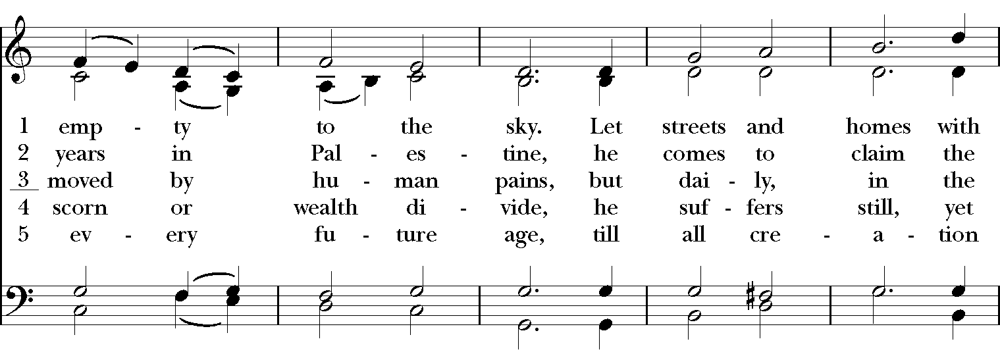 1 emp - ty to the sky. Let streets and homes with
2 years in Pal - es - tine, he comes to claim the
3 moved by hu - man pains, but dai - ly, in the
4 scorn or wealth di - vide, he suf - fers still, yet
5 ev - ery fu - ture age, till all cre - a - tion